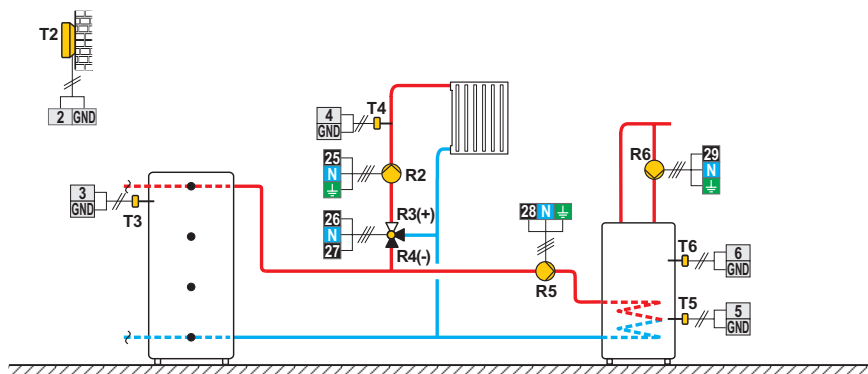 T2
2 GND
4
GND
T4
25
N
R2
R6
29
N
3
GND
T3
26
N
27
R3(+)
R4(-)
28 N
R5
T6
6
GND
T5
5
GND